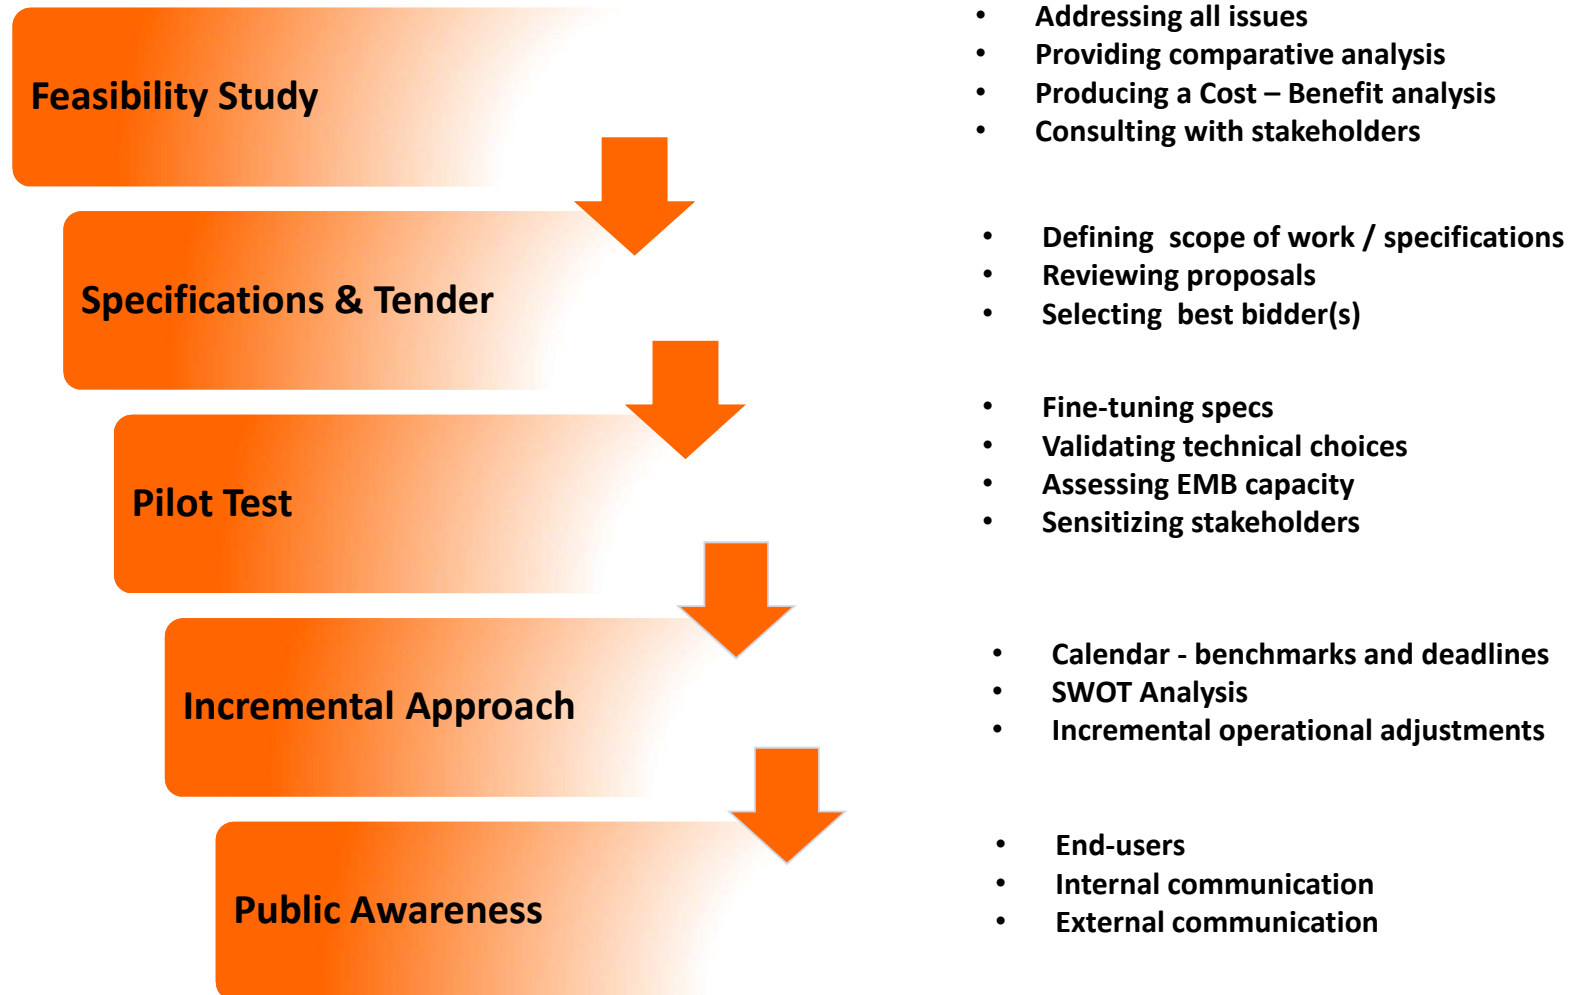 Feasibility Study
• Addressing all issues
• Providing comparative analysis
• Producing a Cost – Benefit analysis
• Consulting with stakeholders
Specifications & Tender
• Defining scope of work / specifications
• Reviewing proposals
• Selecting best bidder(s)
Pilot Test
• Fine-tuning specs
• Validating technical choices
• Assessing EMB capacity
• Sensitizing stakeholders
Incremental Approach
• Calendar - benchmarks and deadlines
• SWOT Analysis
• Incremental operational adjustments
Public Awareness
• End-users
• Internal communication
• External communication